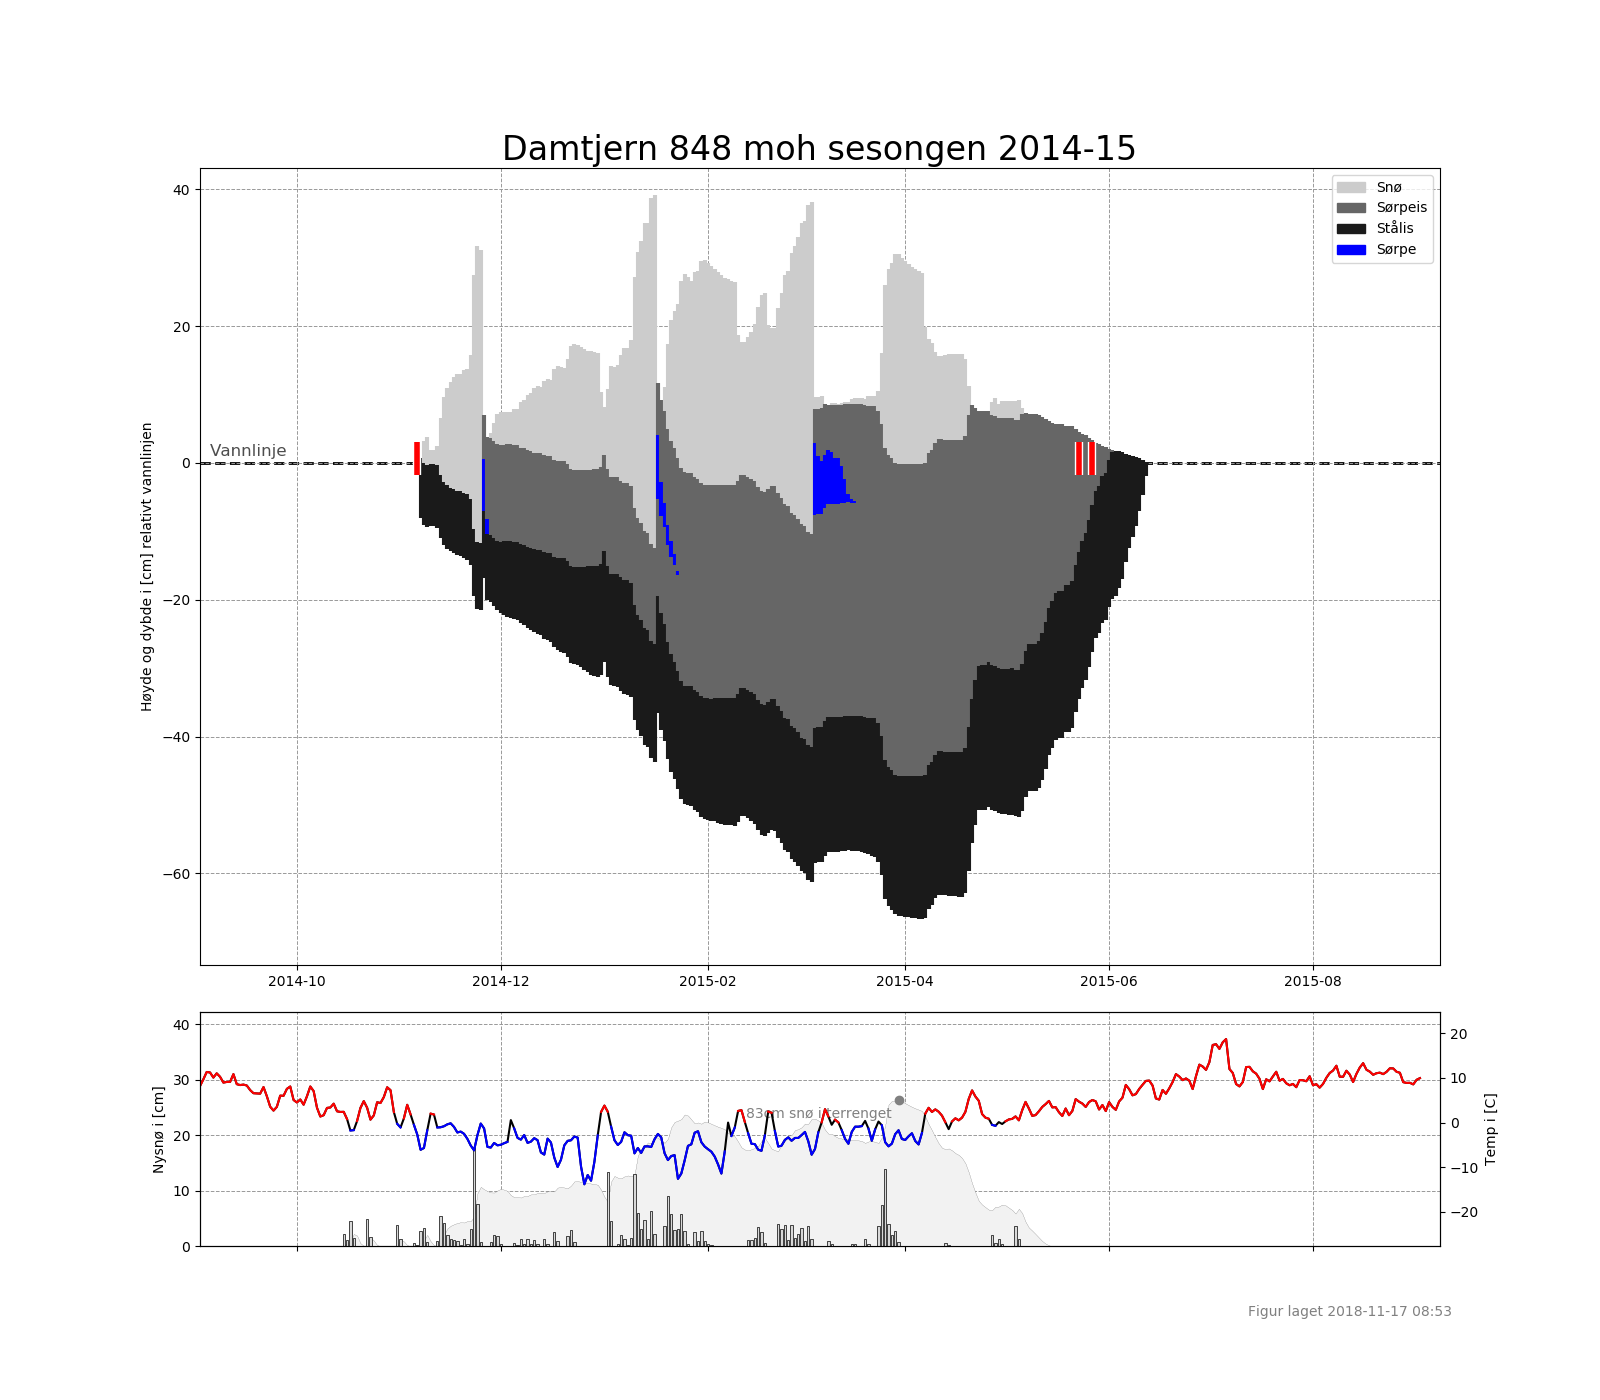 Damtjern 848 moh sesongen 2014-15
Høyde og dybde i [cm] relativt vannlinjen
40
20
0
−20
−40
−60
Vannlinje
Snø
Sørpeis
Stålis
Sørpe
2014-10 2014-12 2015-02 2015-04 2015-06 2015-08
Nysnø i [cm]
40
30
20
10
0
83cm snø i terrenget
20
10
0
−10
−20
Temp i [C]
Figur laget 2018-11-17 08:53